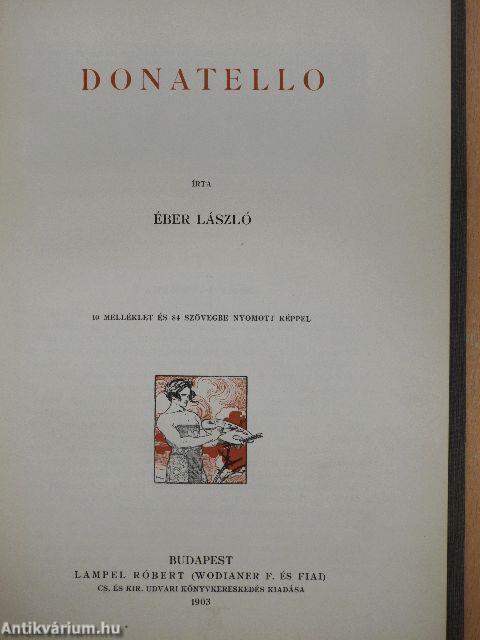 DONATELLO
ÍRTA
ÉBER LÁSZLÓ
10 MELLÉKLET ÉS 84 SZÖVEGBE NYOMOTT KÉPPEL
BUDAPEST
LAMPEL RÓBERT (WODIANER F. ÉS FIAI)
CS. ÉS KIR. UDVARI KÖNYVKERESKEDÉS KIADÁSA
1903
Antikvárium.hu